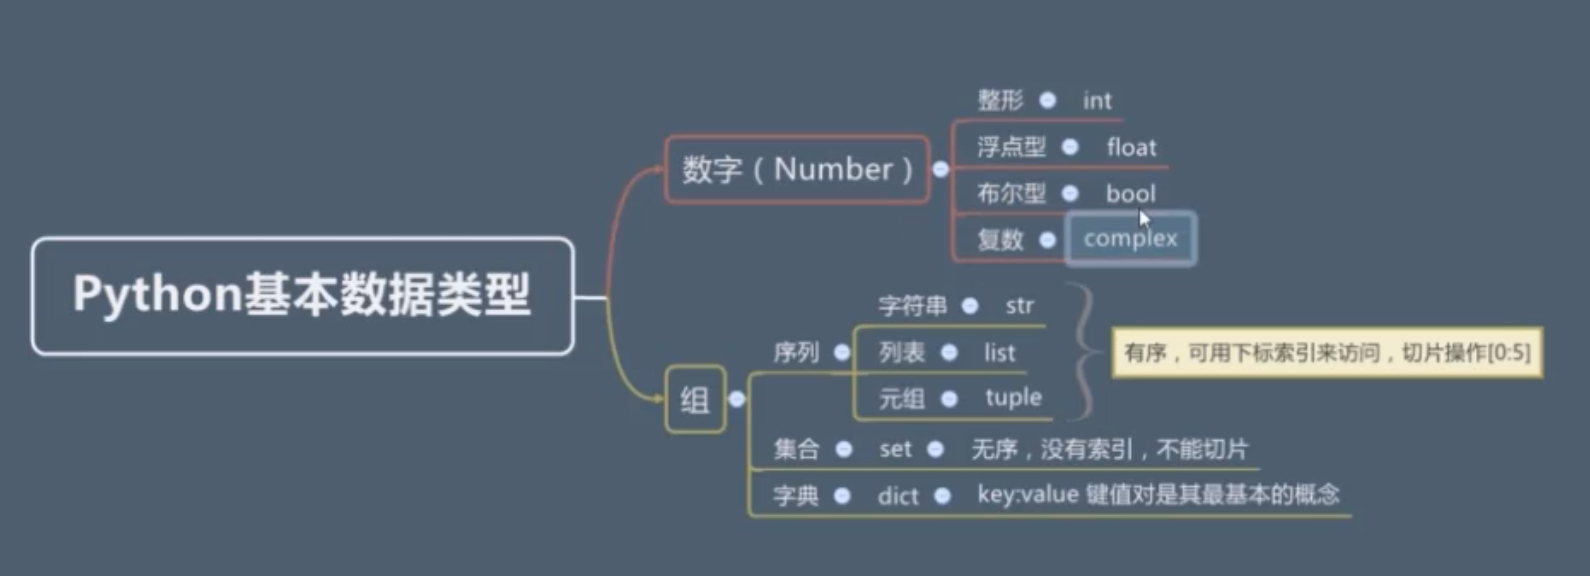 Python基本数据类型
数字（Number）
整形 int
浮点型 float
布尔型 bool
复数 complex
组
序列
字符串 str
列表 list
元组 tuple
有序，可用下标索引来访问，切片操作[0:5]
集合 set 无序，没有索引，不能切片
字典 dict key:value 键值对是其最基本的概念